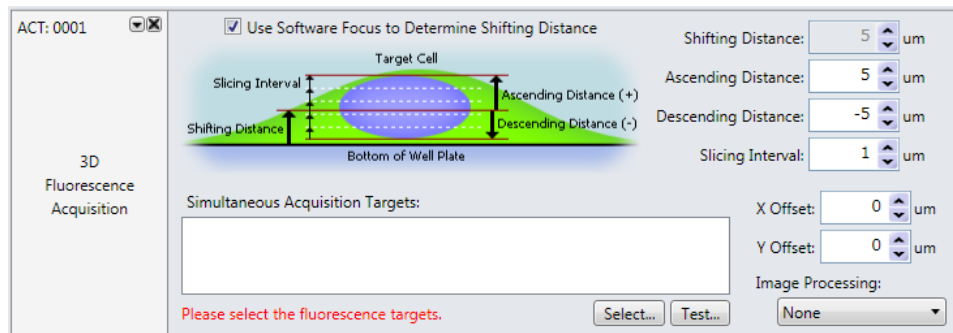 ACT: 0001
3D
Fluorescence
Acquisition
Use Software Focus to Determine Shifting Distance
Target Cell
Slicing Interval
Ascending Distance (+)
Shifting Distance
Descending Distance (-)
Bottom of Well Plate
Shifting Distance: 5 um
Ascending Distance: 5 um
Descending Distance: -5 um
Slicing Interval: 1 um
Simultaneous Acquisition Targets:
X Offset: 0 um
Y Offset: 0 um
Image Processing:
None
Please select the fluorescence targets.
Select... Test...